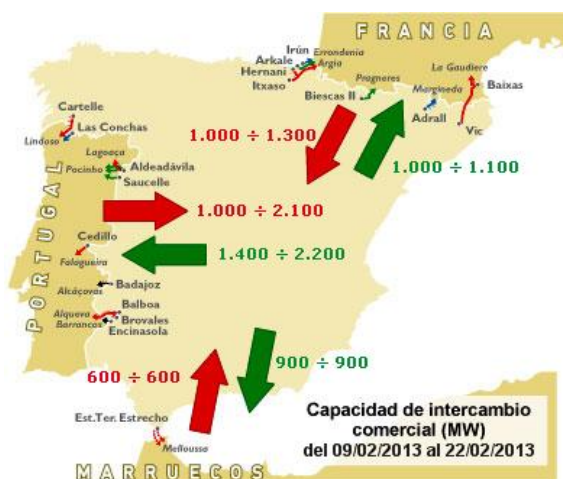 FRANCIA
Irún
Arkale
Errondenia
Hernani
Argia
Itxaso
Biescas II
Pragneres
La Gaudiere
Margineda
Baixas
Adrall
Vic
Cartelle
Las Conchas
Lindoso
Lagoaça
Aldeadávila
Pocinho
Saucelle
1.000 ÷ 1.300
1.000 ÷ 1.100
1.000 ÷ 2.100
PORTUGAL
Cedillo
Falagueira
1.400 ÷ 2.200
Alcáçovas
Badajoz
Alqueva
Balboa
Barrancos
Brovales
Encinasola
600 ÷ 600
900 ÷ 900
Est.Ter. Estrecho
Mellousso
MARRUECOS
Capacidad de intercambio
comercial (MW)
del 09/02/2013 al 22/02/2013